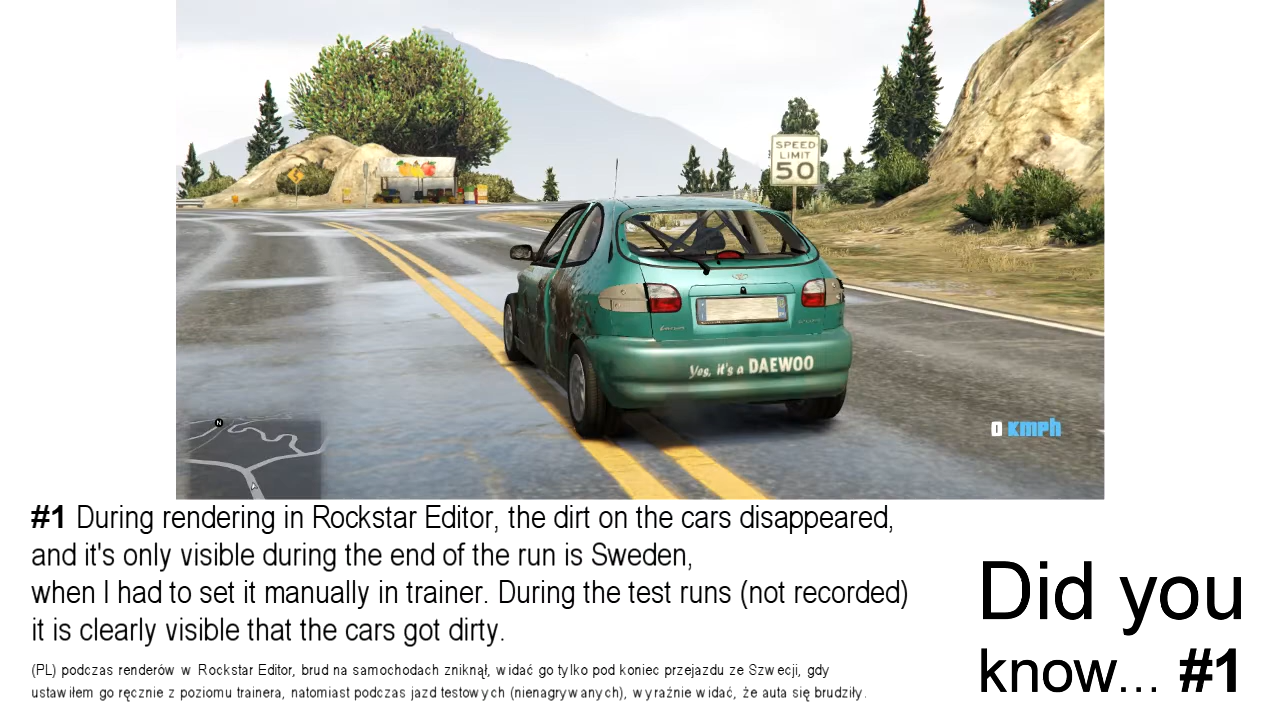 SPEED
LIMIT
50
Yes, it's a DAEWOO
N
0 kmph
#1 During rendering in Rockstar Editor, the dirt on the cars disappeared,
and it's only visible during the end of the run is Sweden,
when I had to set it manually in trainer. During the test runs (not recorded)
it is clearly visible that the cars got dirty.
(PL) podczas renderów w Rockstar Editor, brud na samochodach zniknął, widać go tylko pod koniec przejazdu ze Szwecji, gdy
ustawiłem go ręcznie z poziomu trainera, natomiast podczas jazd testowych (nienagrywanych), wyraźnie widać, że auta się brudziły.
Did you
know... #1